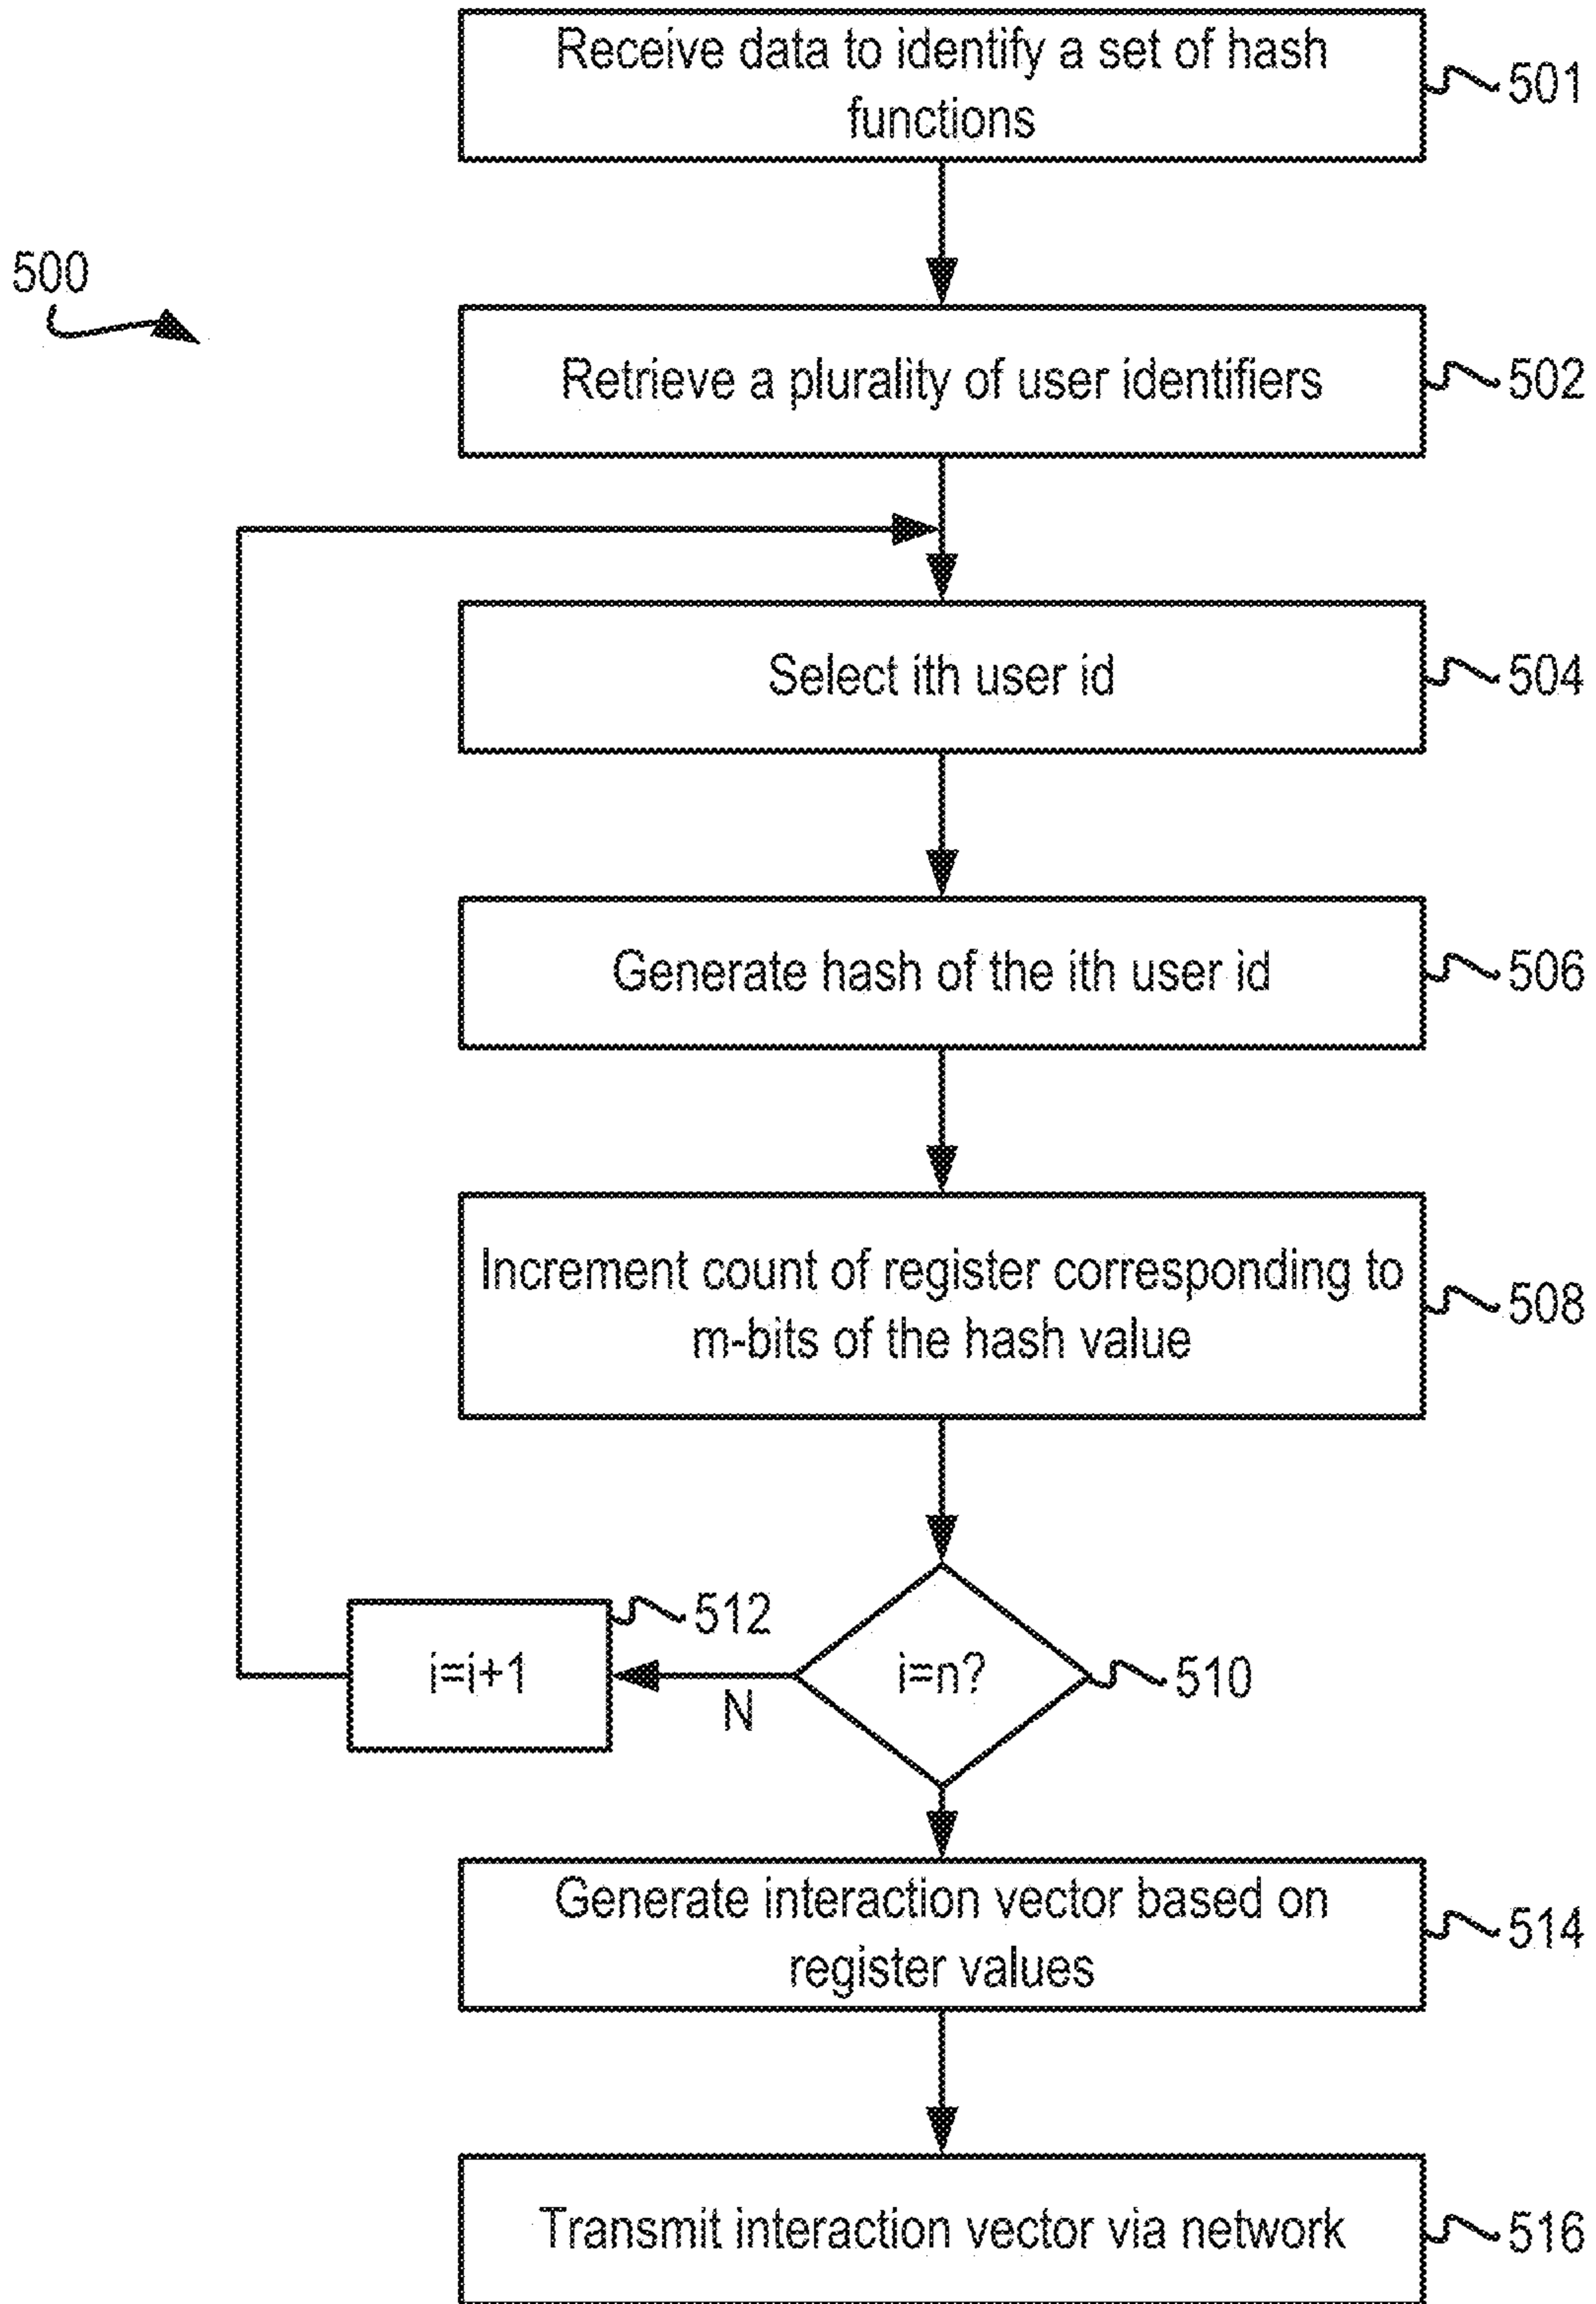 Receive data to identify a set of hash
functions
501
500
Retrieve a plurality of user identifiers
502
Select ith user id
504
Generate hash of the ith user id
506
Increment count of register corresponding to
m-bits of the hash value
508
512
i=i+1
N
i=n?
510
Generate interaction vector based on
register values
514
Transmit interaction vector via network
516